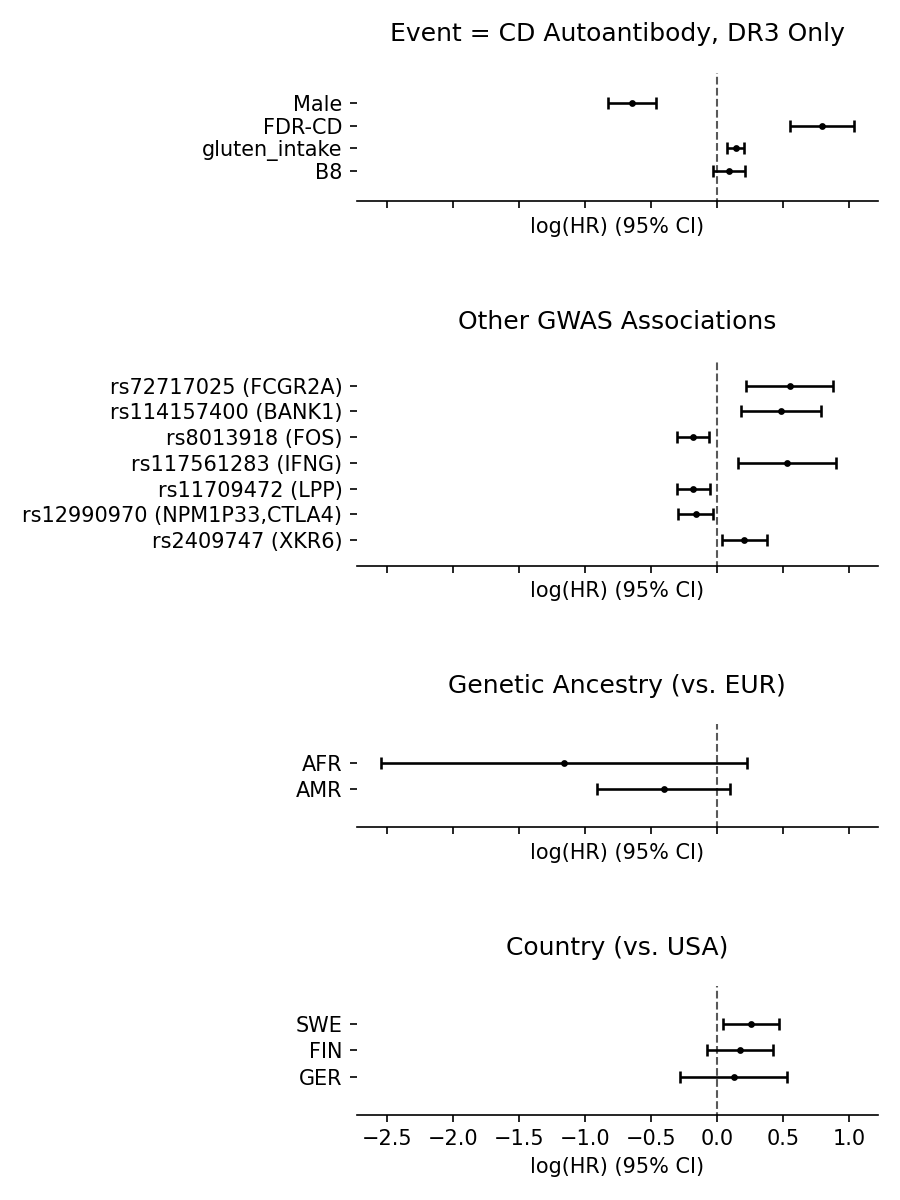 Event = CD Autoantibody, DR3 Only
Male
FDR-CD
gluten_intake
B8
log(HR) (95% CI)
Other GWAS Associations
rs72717025 (FCGR2A)
rs114157400 (BANK1)
rs8013918 (FOS)
rs117561283 (IFNG)
rs11709472 (LPP)
rs12990970 (NPM1P33,CTLA4)
rs2409747 (XKR6)
log(HR) (95% CI)
Genetic Ancestry (vs. EUR)
AFR
AMR
log(HR) (95% CI)
Country (vs. USA)
SWE
FIN
GER
−2.5 −2.0 −1.5 −1.0 −0.5 0.0 0.5 1.0
log(HR) (95% CI)